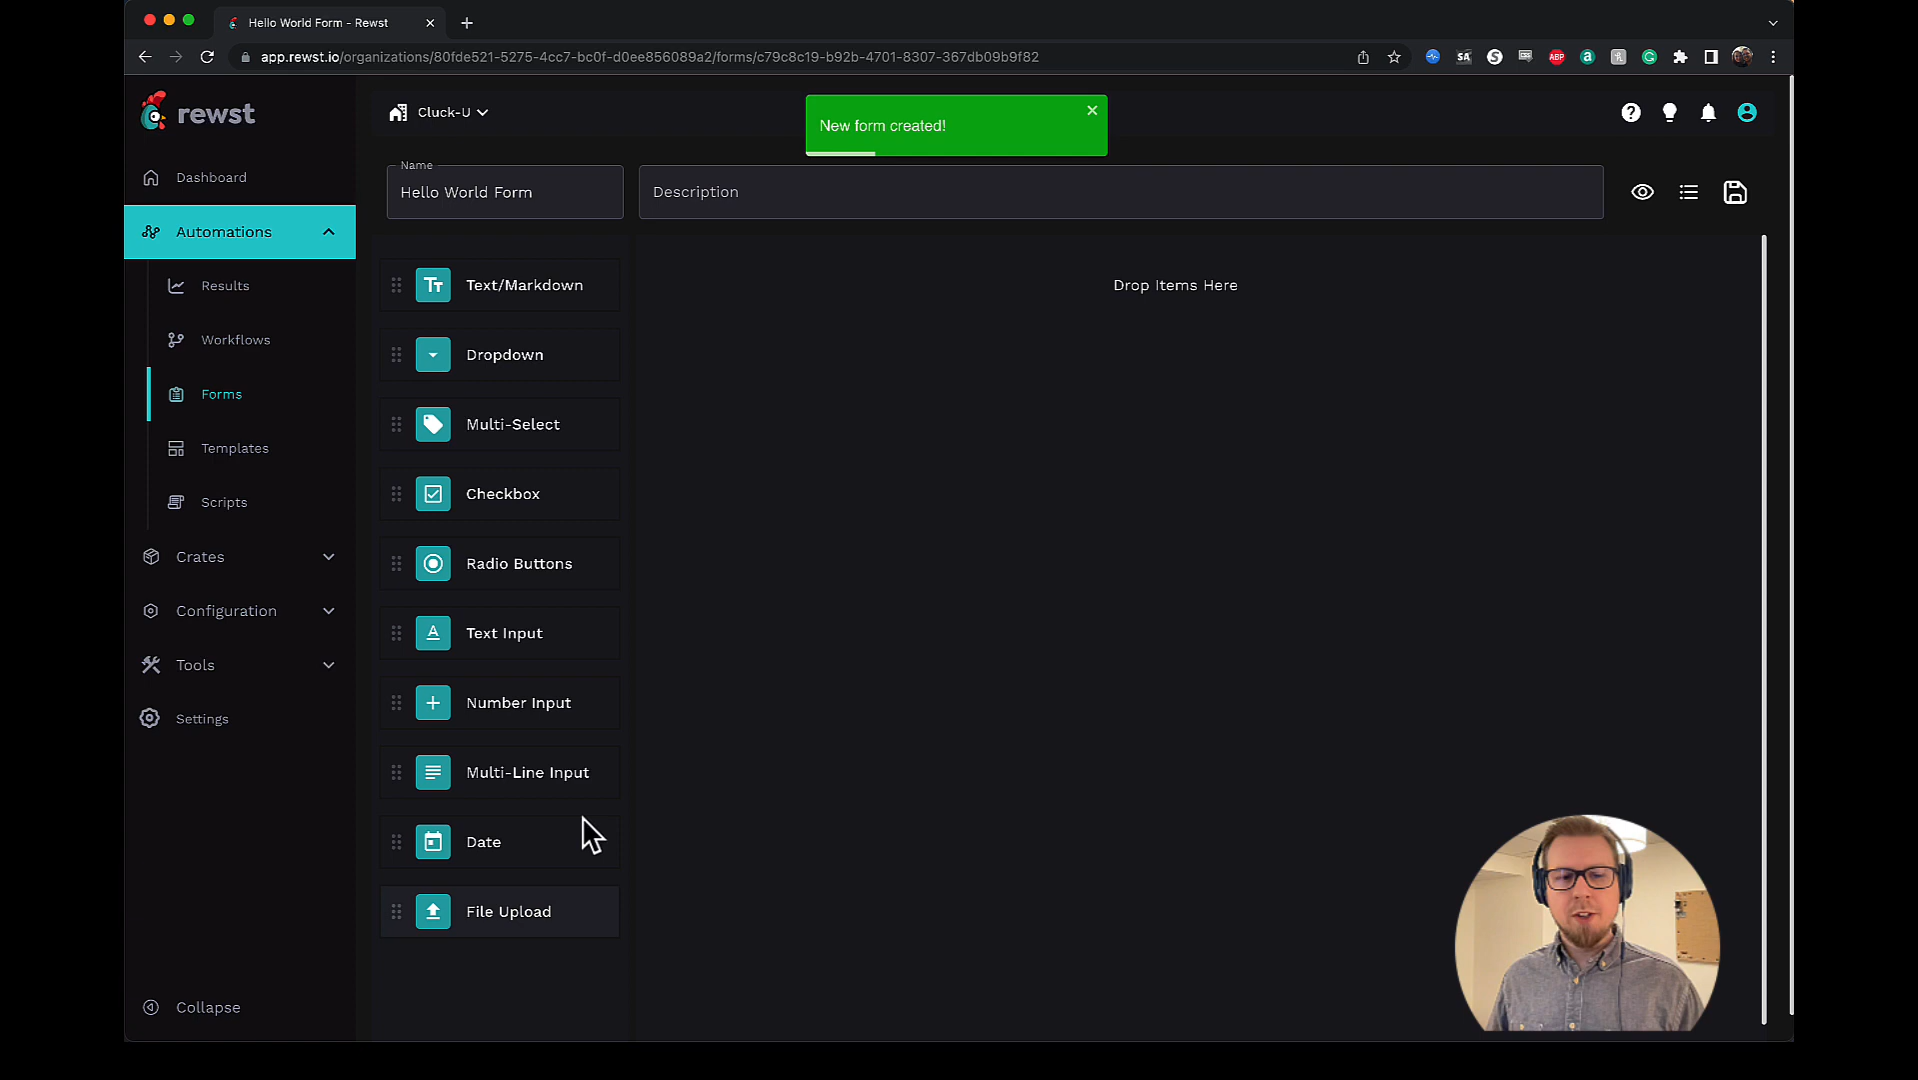 Hello World Form - Rewst
app.rewst.io/organizations/80fde521-5275-4cc7-bc0f-d0ee856089a2/forms/c79c8c19-b92b-4701-8307-367db09b9f82
rewst
Cluck-U
New form created!
Name
Hello World Form
Description
Dashboard
Automations
Results
Workflows
Forms
Templates
Scripts
Crates
Configuration
Tools
Settings
Collapse
Text/Markdown
Dropdown
Multi-Select
Checkbox
Radio Buttons
Text Input
Number Input
Multi-Line Input
Date
File Upload
Drop Items Here